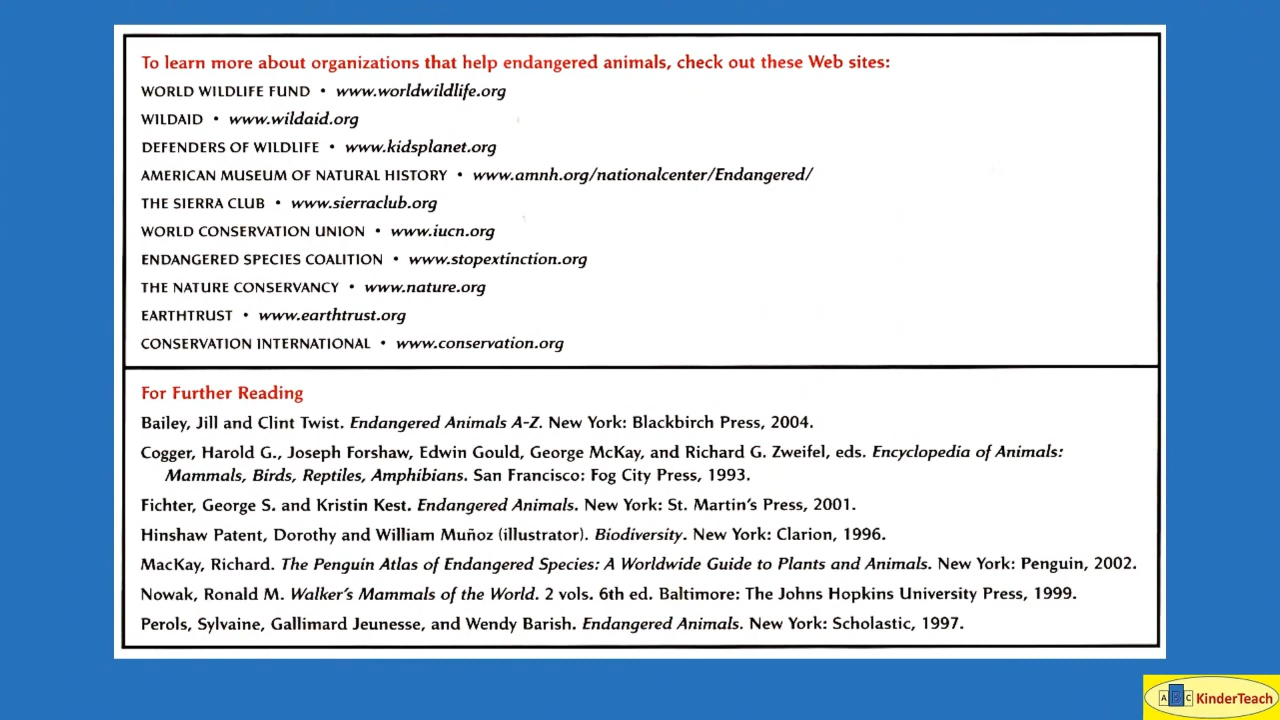 To learn more about organizations that help endangered animals, check out these Web sites:
WORLD WILDLIFE FUND • www.worldwildlife.org
WILDAID • www.wildaid.org
DEFENDERS OF WILDLIFE • www.kidsplanet.org
AMERICAN MUSEUM OF NATURAL HISTORY • www.amnh.org/nationalcenter/Endangered/
THE SIERRA CLUB • www.sierraclub.org
WORLD CONSERVATION UNION • www.iucn.org
ENDANGERED SPECIES COALITION • www.stopextinction.org
THE NATURE CONSERVANCY • www.nature.org
EARTHTRUST • www.earthtrust.org
CONSERVATION INTERNATIONAL • www.conservation.org
For Further Reading
Bailey, Jill and Clint Twist. Endangered Animals A-Z. New York: Blackbirch Press, 2004.
Cogger, Harold G., Joseph Forshaw, Edwin Gould, George McKay, and Richard G. Zweifel, eds. Encyclopedia of Animals:
Mammals, Birds, Reptiles, Amphibians. San Francisco: Fog City Press, 1993.
Fichter, George S. and Kristin Kest. Endangered Animals. New York: St. Martin's Press, 2001.
Hinshaw Patent, Dorothy and William Muñoz (illustrator). Biodiversity. New York: Clarion, 1996.
MacKay, Richard. The Penguin Atlas of Endangered Species: A Worldwide Guide to Plants and Animals. New York: Penguin, 2002.
Nowak, Ronald M. Walker's Mammals of the World. 2 vols. 6th ed. Baltimore: The Johns Hopkins University Press, 1999.
Perols, Sylvaine, Gallimard Jeunesse, and Wendy Barish. Endangered Animals. New York: Scholastic, 1997.
A B C KinderTeach